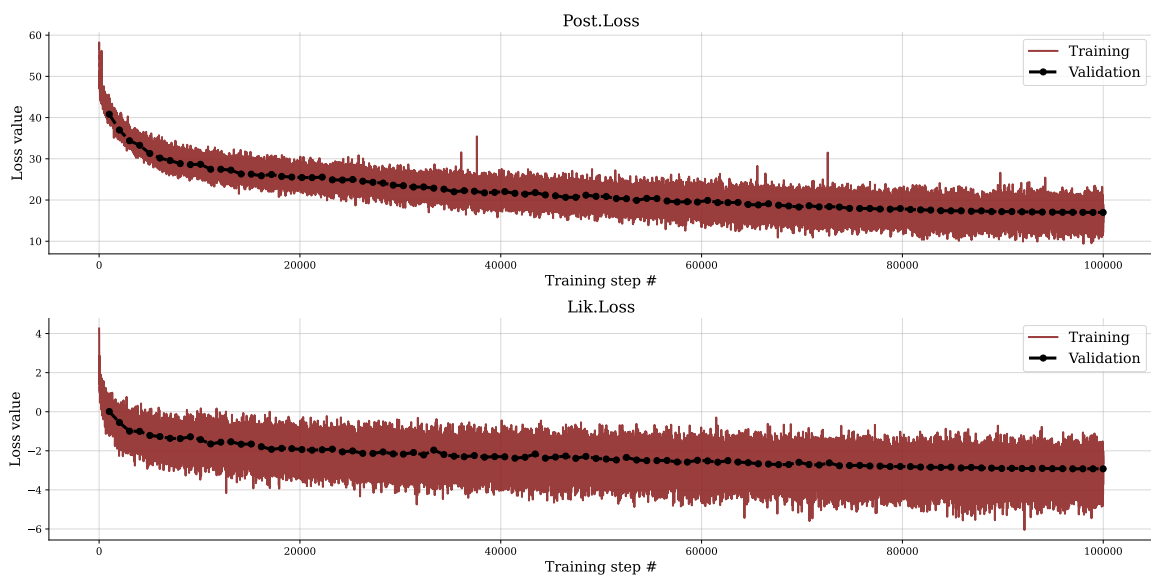 Post.Loss
60
50
40
30
20
10
Loss value
Training
Validation
0 20000 40000 60000 80000 100000
Training step #
Lik.Loss
4
2
0
−2
−4
−6
Loss value
Training
Validation
0 20000 40000 60000 80000 100000
Training step #